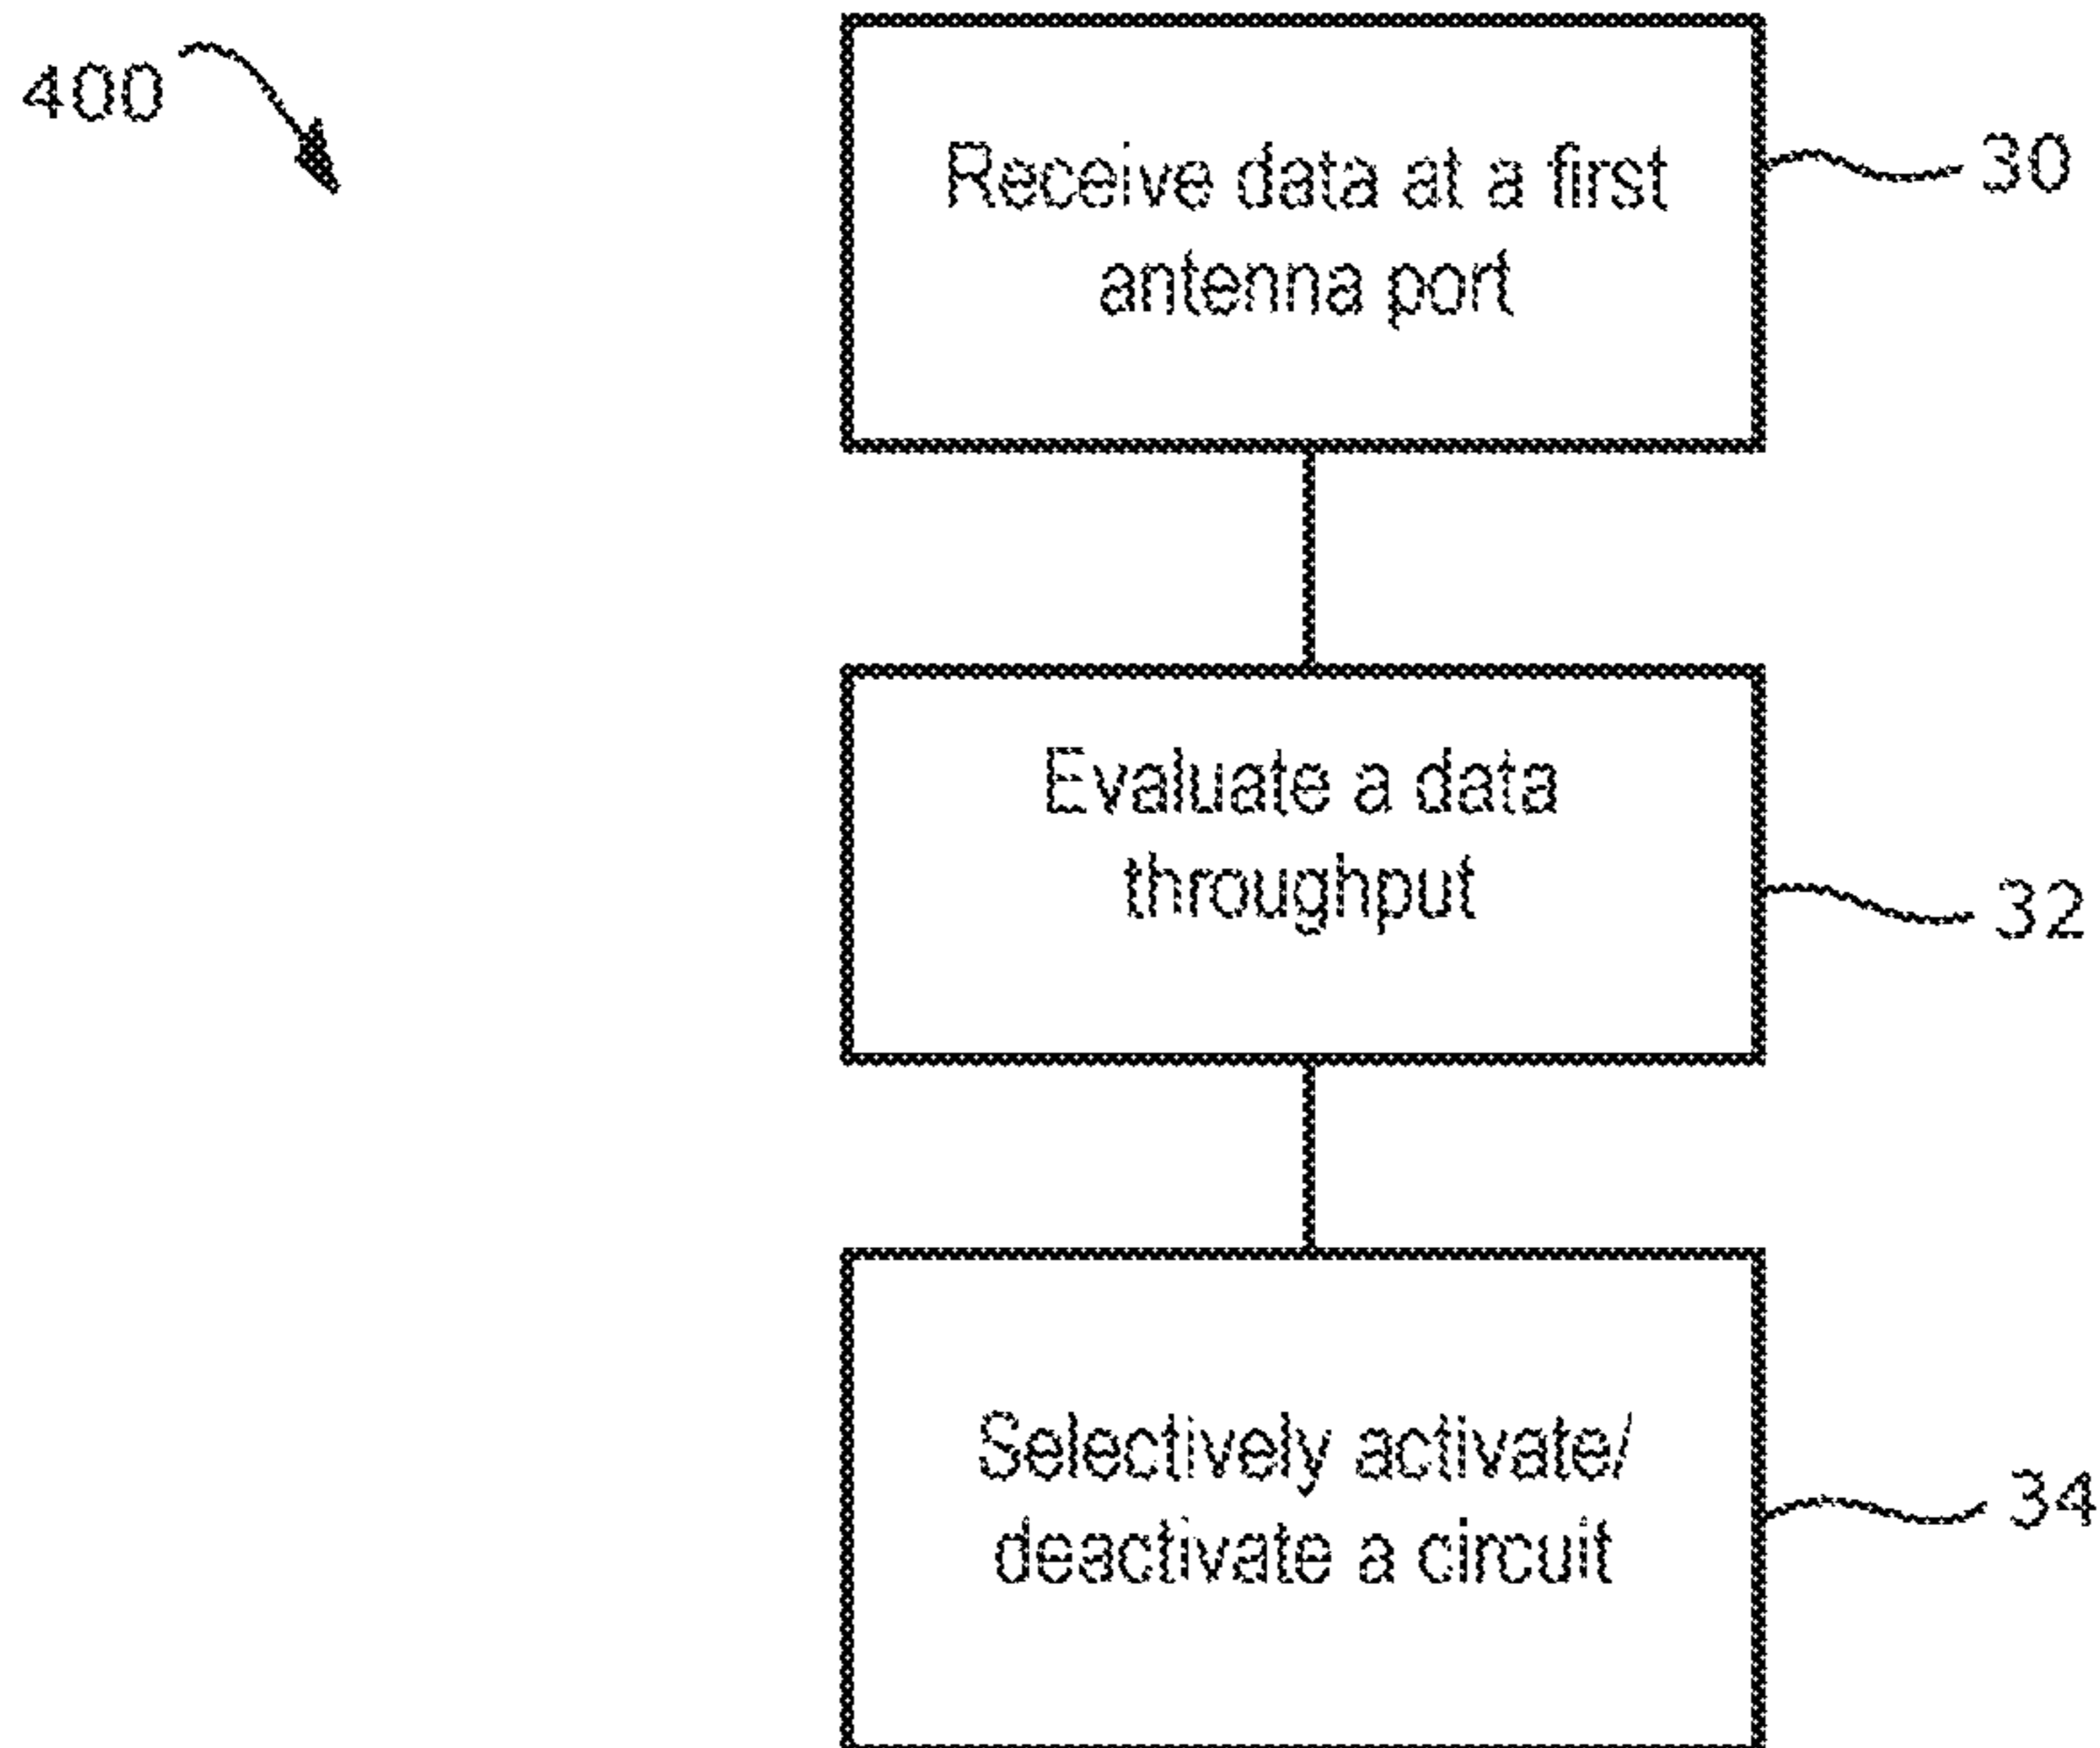 400
Receive data at a first
antenna port
30
Evaluate a data
throughput
32
Selectively activate/
deactivate a circuit
34